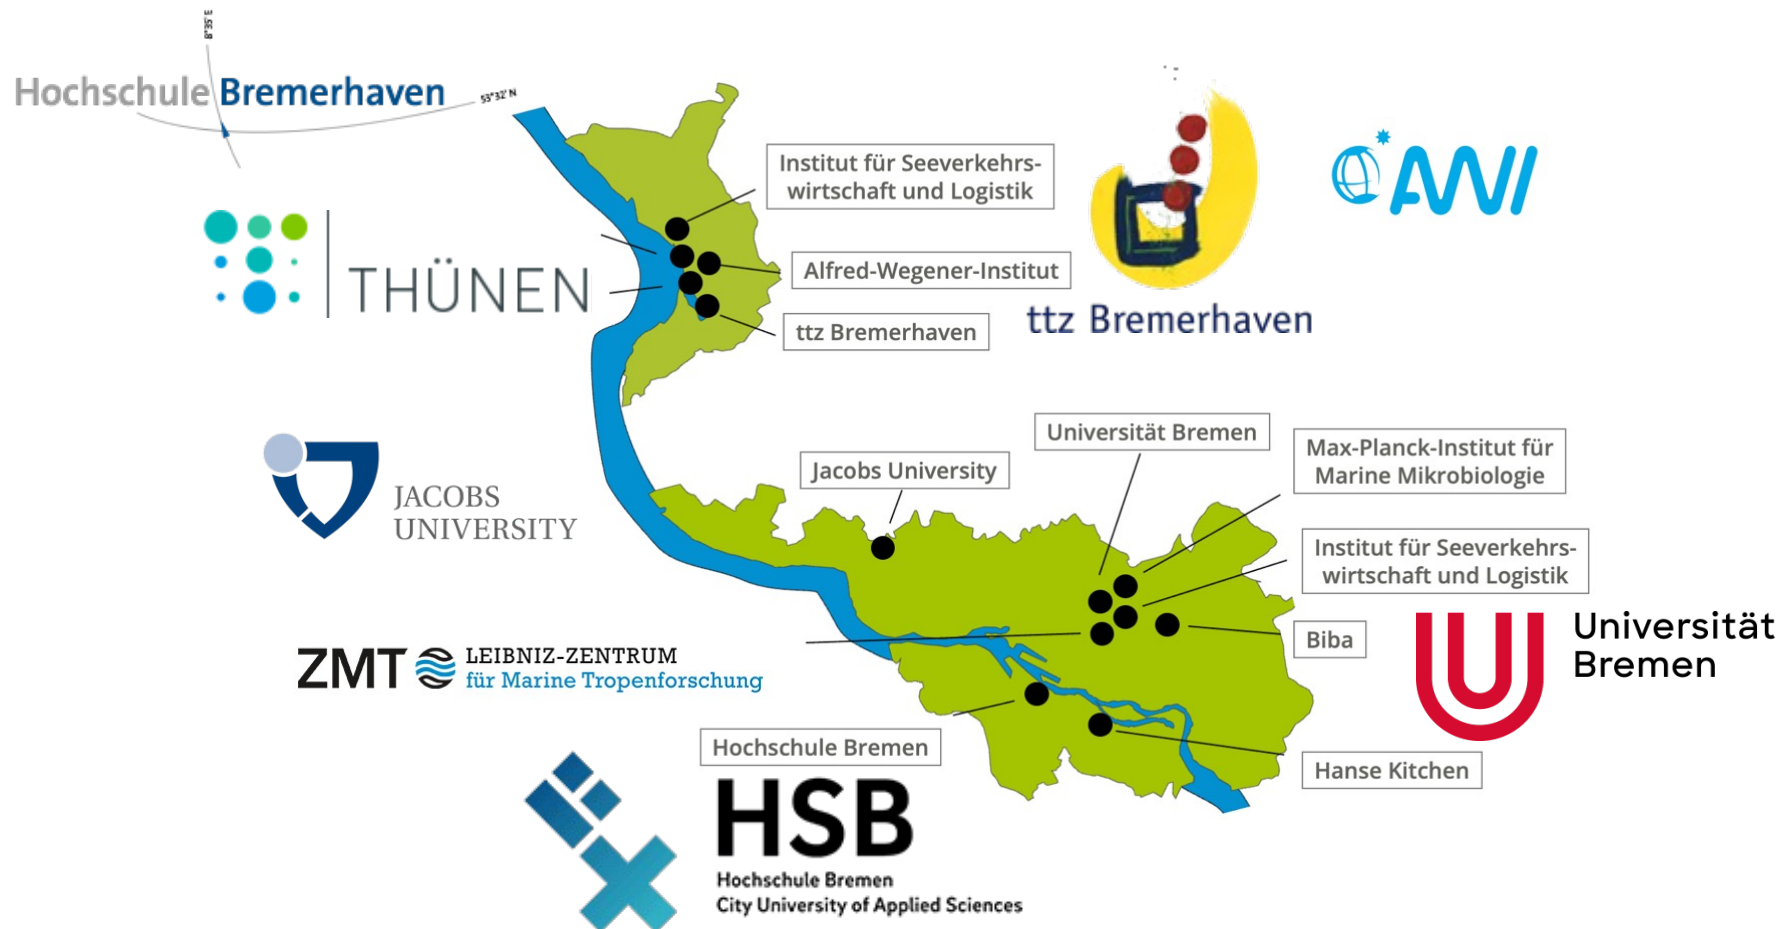 8°35' E
Hochschule Bremerhaven
53°32' N
Institut für Seeverkehrs-
wirtschaft und Logistik
AWI
THÜNEN
Alfred-Wegener-Institut
ttz Bremerhaven
ttz Bremerhaven
Universität Bremen
Max-Planck-Institut für
Marine Mikrobiologie
Jacobs University
JACOBS
UNIVERSITY
Institut für Seeverkehrs-
wirtschaft und Logistik
Universität
Bremen
Biba
ZMT LEIBNIZ-ZENTRUM
für Marine Tropenforschung
Hochschule Bremen
Hanse Kitchen
HSB
Hochschule Bremen
City University of Applied Sciences